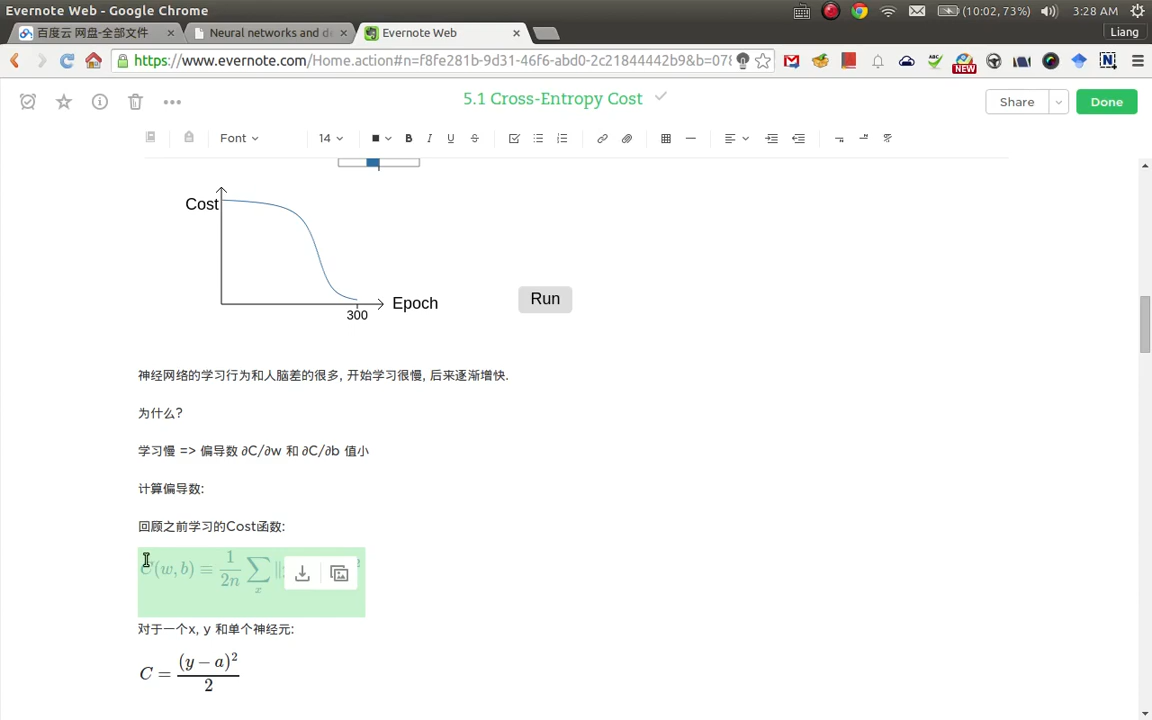 Evernote Web - Google Chrome
(10:02, 73%)
3:28 AM
百度云 网盘-全部文件
Neural networks and de
Evernote Web
Liang
https://www.evernote.com/Home.action#n=f8fe281b-9d31-46f6-abd0-2c21844442b9&b=078
NEW
5.1 Cross-Entropy Cost
Share
Done
Font
14
B I U S
Cost
Epoch
300
Run
神经网络的学习行为和人脑差的很多, 开始学习很慢, 后来逐渐增快.
为什么?
学习慢 => 偏导数 ∂C/∂w 和 ∂C/∂b 值小
计算偏导数:
回顾之前学习的Cost函数:
C(w, b) ≡ 1/2n ∑x ‖
对于一个x, y 和单个神经元:
C = (y − a)²/2